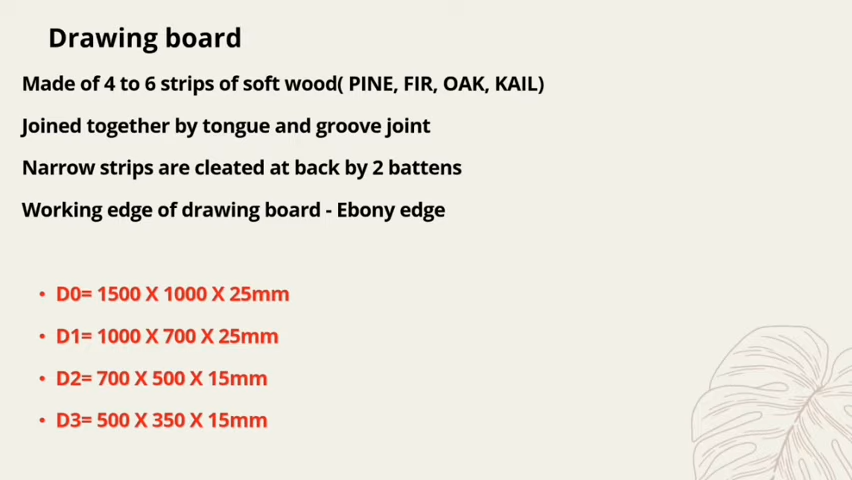 Drawing board
Made of 4 to 6 strips of soft wood( PINE, FIR, OAK, KAIL)
Joined together by tongue and groove joint
Narrow strips are cleated at back by 2 battens
Working edge of drawing board - Ebony edge
• D0= 1500 X 1000 X 25mm
• D1= 1000 X 700 X 25mm
• D2= 700 X 500 X 15mm
• D3= 500 X 350 X 15mm